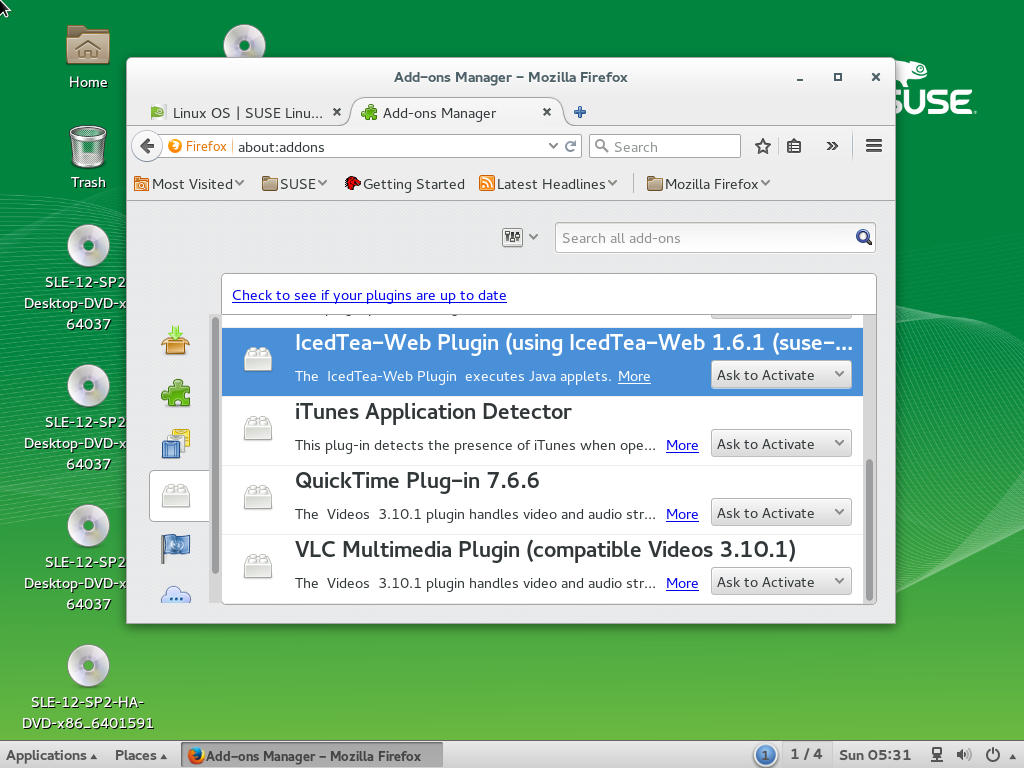 Home
Trash
SLE-12-SP2
Desktop-DVD-x
64037
SLE-12-SP2
Desktop-DVD-x
64037
SLE-12-SP2
Desktop-DVD-x
64037
SLE-12-SP2-HA-
DVD-x86_6401591
SUSE
Add-ons Manager - Mozilla Firefox
Linux OS | SUSE Linu...
Add-ons Manager
Firefox
about:addons
Search
Most Visited
SUSE
Getting Started
Latest Headlines
Mozilla Firefox
Search all add-ons
Check to see if your plugins are up to date
IcedTea-Web Plugin (using IcedTea-Web 1.6.1 (suse-...
The IcedTea-Web Plugin executes Java applets. More
Ask to Activate
iTunes Application Detector
This plug-in detects the presence of iTunes when ope... More
Ask to Activate
QuickTime Plug-in 7.6.6
The Videos 3.10.1 plugin handles video and audio str... More
Ask to Activate
VLC Multimedia Plugin (compatible Videos 3.10.1)
The Videos 3.10.1 plugin handles video and audio str... More
Ask to Activate
Applications
Places
Add-ons Manager - Mozilla Firefox
1
1 / 4
Sun 05:31